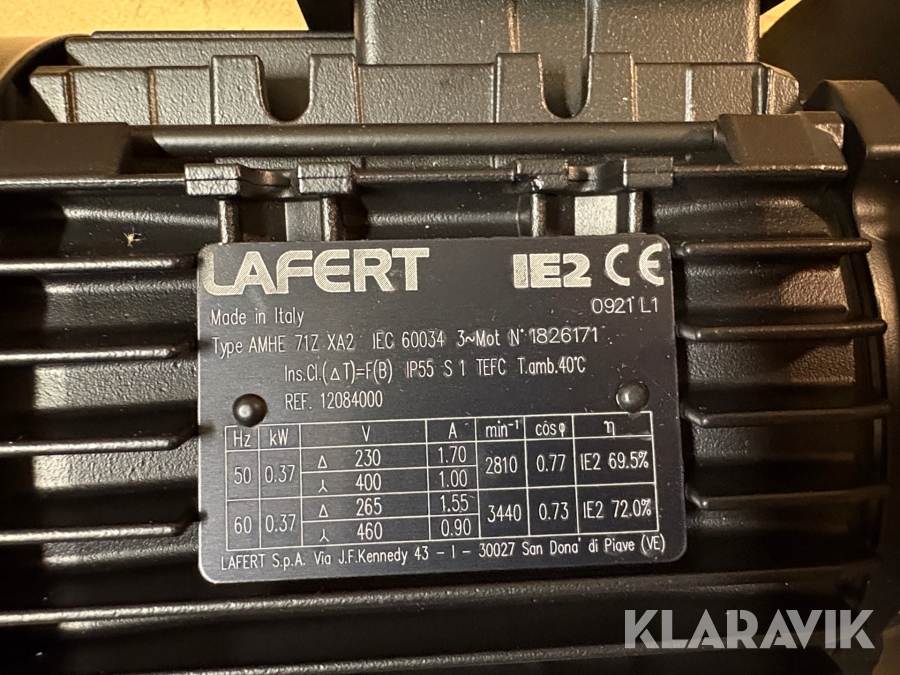 LAFERT IE2 CE
0921 L1
Made in Italy
Type AMHE 71Z XA2 IEC 60034 3~Mot N° 1826171
Ins.Cl.(△T)=F(B) IP55 S 1 TEFC T.amb.40°C
REF. 12084000
Hz kW V A min⁻¹ cosφ η
50 0.37 △ 230 1.70 2810 0.77 IE2 69.5%
⅄ 400 1.00
60 0.37 △ 265 1.55 3440 0.73 IE2 72.0%
⅄ 460 0.90
LAFERT S.p.A. Via J.F.Kennedy 43 - I - 30027 San Dona' di Piave (VE)
KLARAVIK